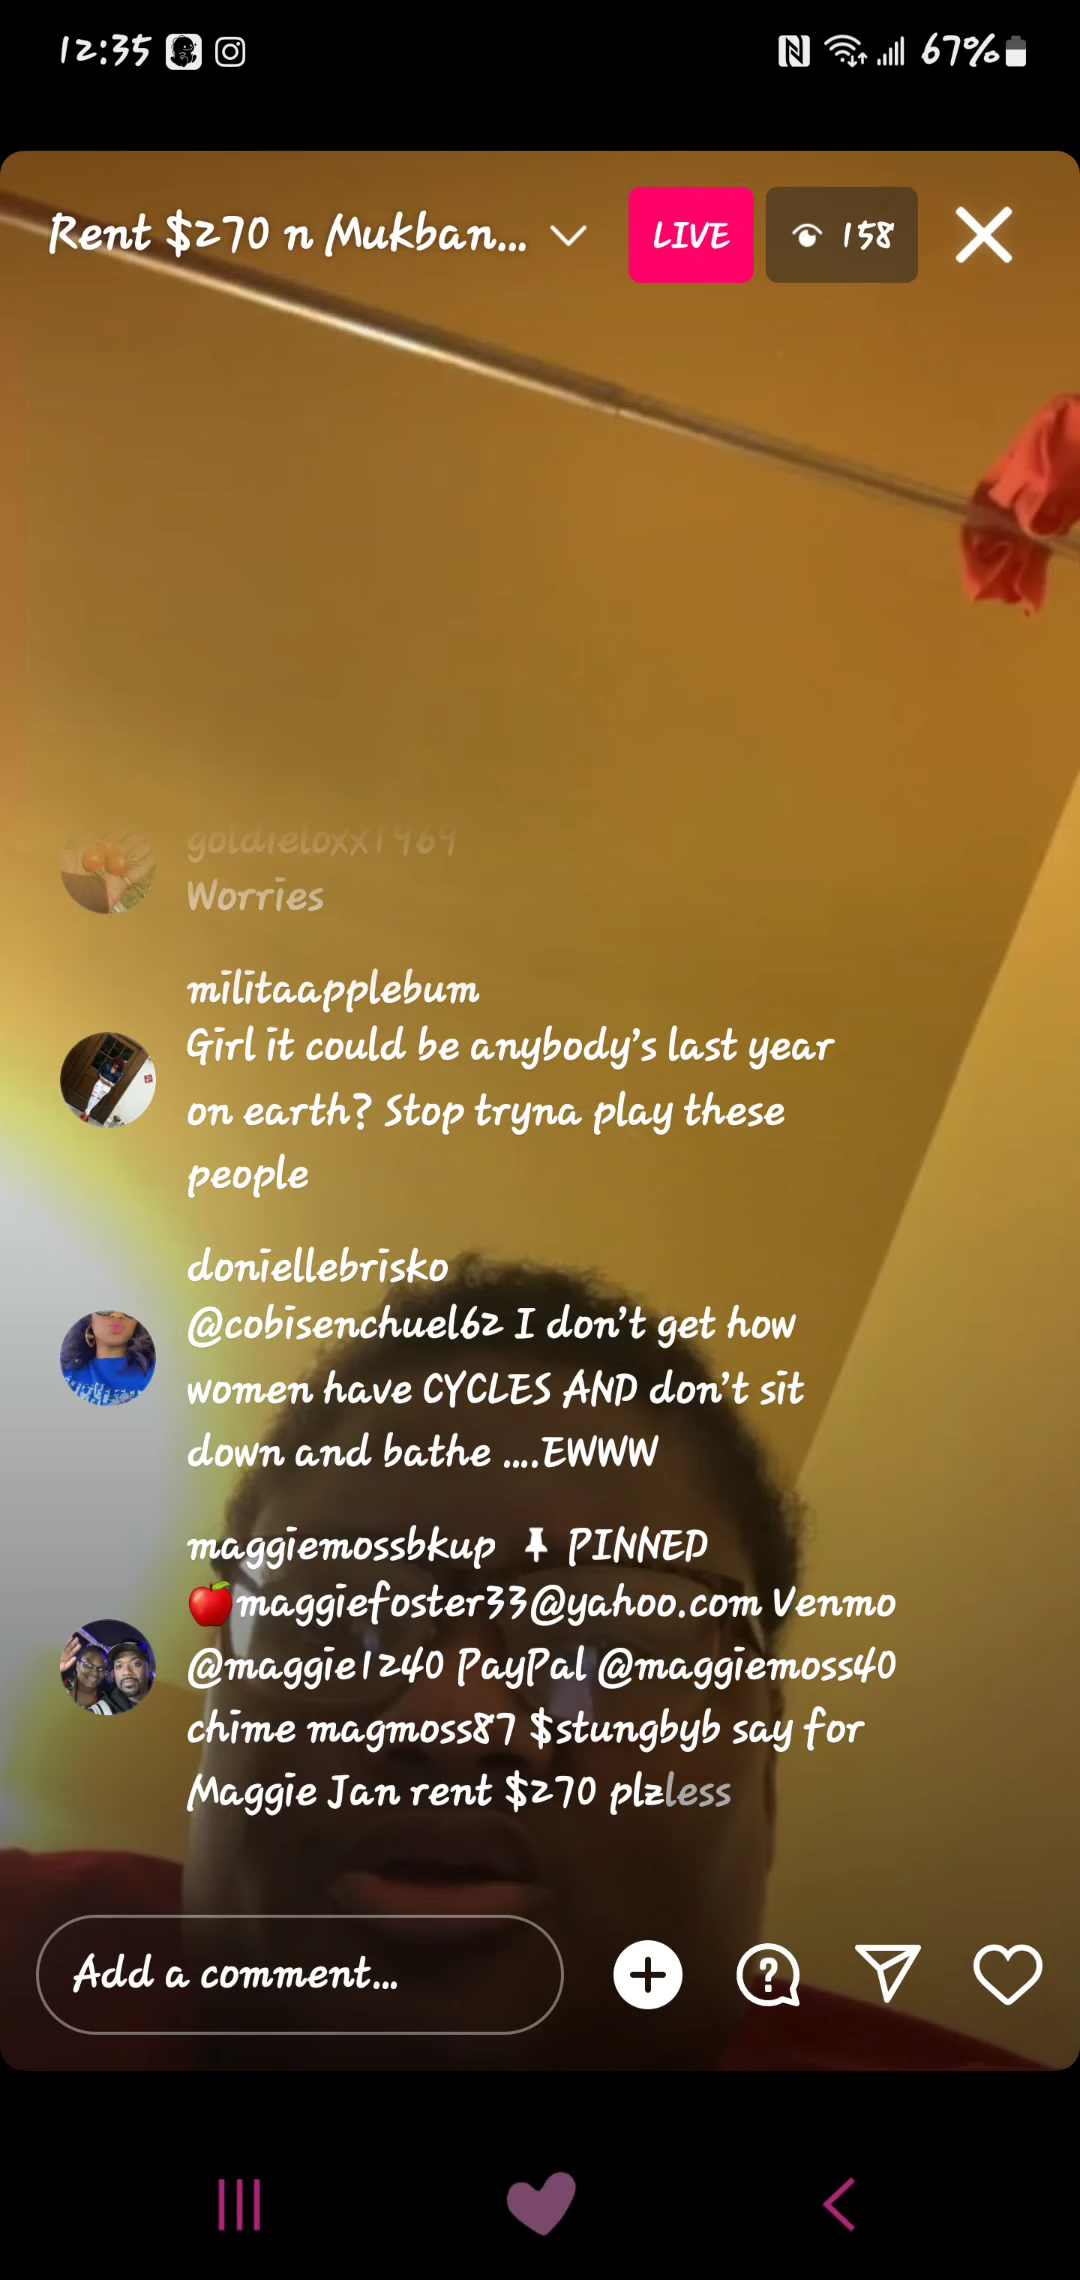 12:35
67%
Rent $270 n Mukban...
LIVE
158
goldieloxx1969
Worries
militaapplebum
Girl it could be anybody's last year
on earth? Stop tryna play these
people
doniellebrisko
@cobisenchuel62 I don't get how
women have CYCLES AND don't sit
down and bathe ....EWWW
maggiemossbkup PINNED
🍎maggiefoster33@yahoo.com Venmo
@maggie1240 PayPal @maggiemoss40
chime magmoss87 $stungbyb say for
Maggie Jan rent $270 plzless
Add a comment...